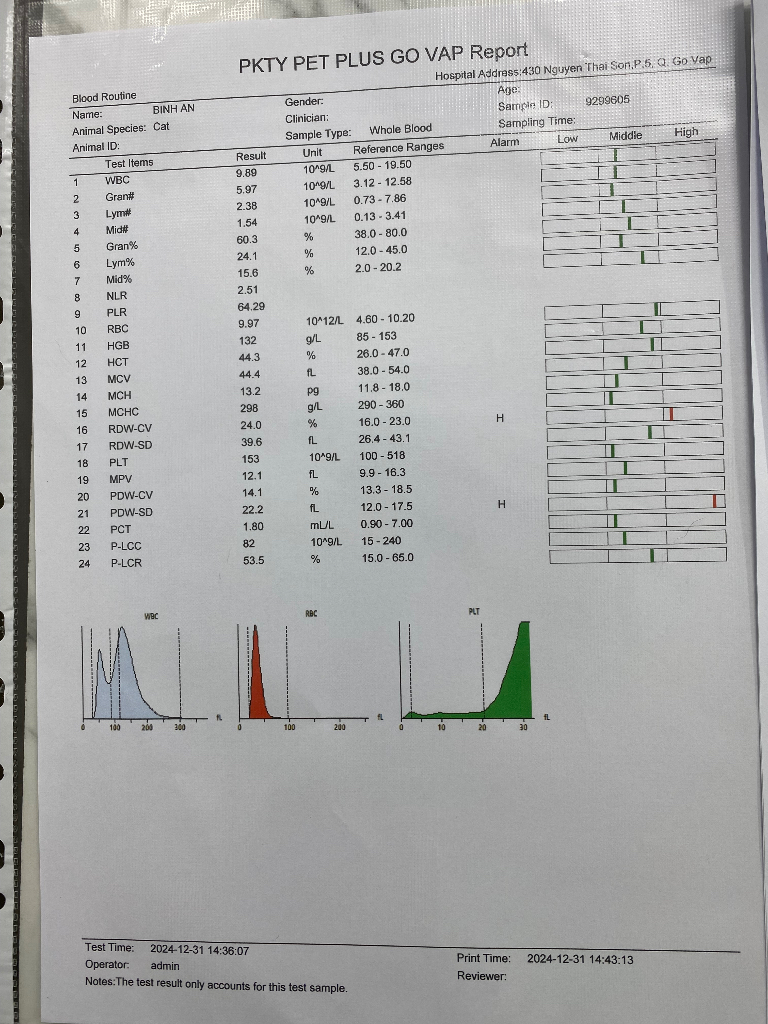 PKTY PET PLUS GO VAP Report
Hospital Address:430 Nguyen Thai Son,P.5, Q. Go Vap
Blood Routine
Name: BINH AN Gender: Age:
Animal Species: Cat Clinician: Sample ID: 9299605
Animal ID: Sample Type: Whole Blood Sampling Time:
Test Items Result Unit Reference Ranges Alarm Low Middle High
1 WBC 9.89 10^9/L 5.50 - 19.50
2 Gran# 5.97 10^9/L 3.12 - 12.58
3 Lym# 2.38 10^9/L 0.73 - 7.86
4 Mid# 1.54 10^9/L 0.13 - 3.41
5 Gran% 60.3 % 38.0 - 80.0
6 Lym% 24.1 % 12.0 - 45.0
7 Mid% 15.6 % 2.0 - 20.2
8 NLR 2.51
9 PLR 64.29
10 RBC 9.97 10^12/L 4.60 - 10.20
11 HGB 132 g/L 85 - 153
12 HCT 44.3 % 26.0 - 47.0
13 MCV 44.4 fL 38.0 - 54.0
14 MCH 13.2 pg 11.8 - 18.0
15 MCHC 298 g/L 290 - 360
16 RDW-CV 24.0 % 16.0 - 23.0 H
17 RDW-SD 39.6 fL 26.4 - 43.1
18 PLT 153 10^9/L 100 - 518
19 MPV 12.1 fL 9.9 - 16.3
20 PDW-CV 14.1 % 13.3 - 18.5
21 PDW-SD 22.2 fL 12.0 - 17.5 H
22 PCT 1.80 mL/L 0.90 - 7.00
23 P-LCC 82 10^9/L 15 - 240
24 P-LCR 53.5 % 15.0 - 65.0
WBC RBC PLT
0 100 200 300 fL 0 100 200 fL 0 10 20 30 fL
Test Time: 2024-12-31 14:36:07 Print Time: 2024-12-31 14:43:13
Operator: admin Reviewer:
Notes:The test result only accounts for this test sample.